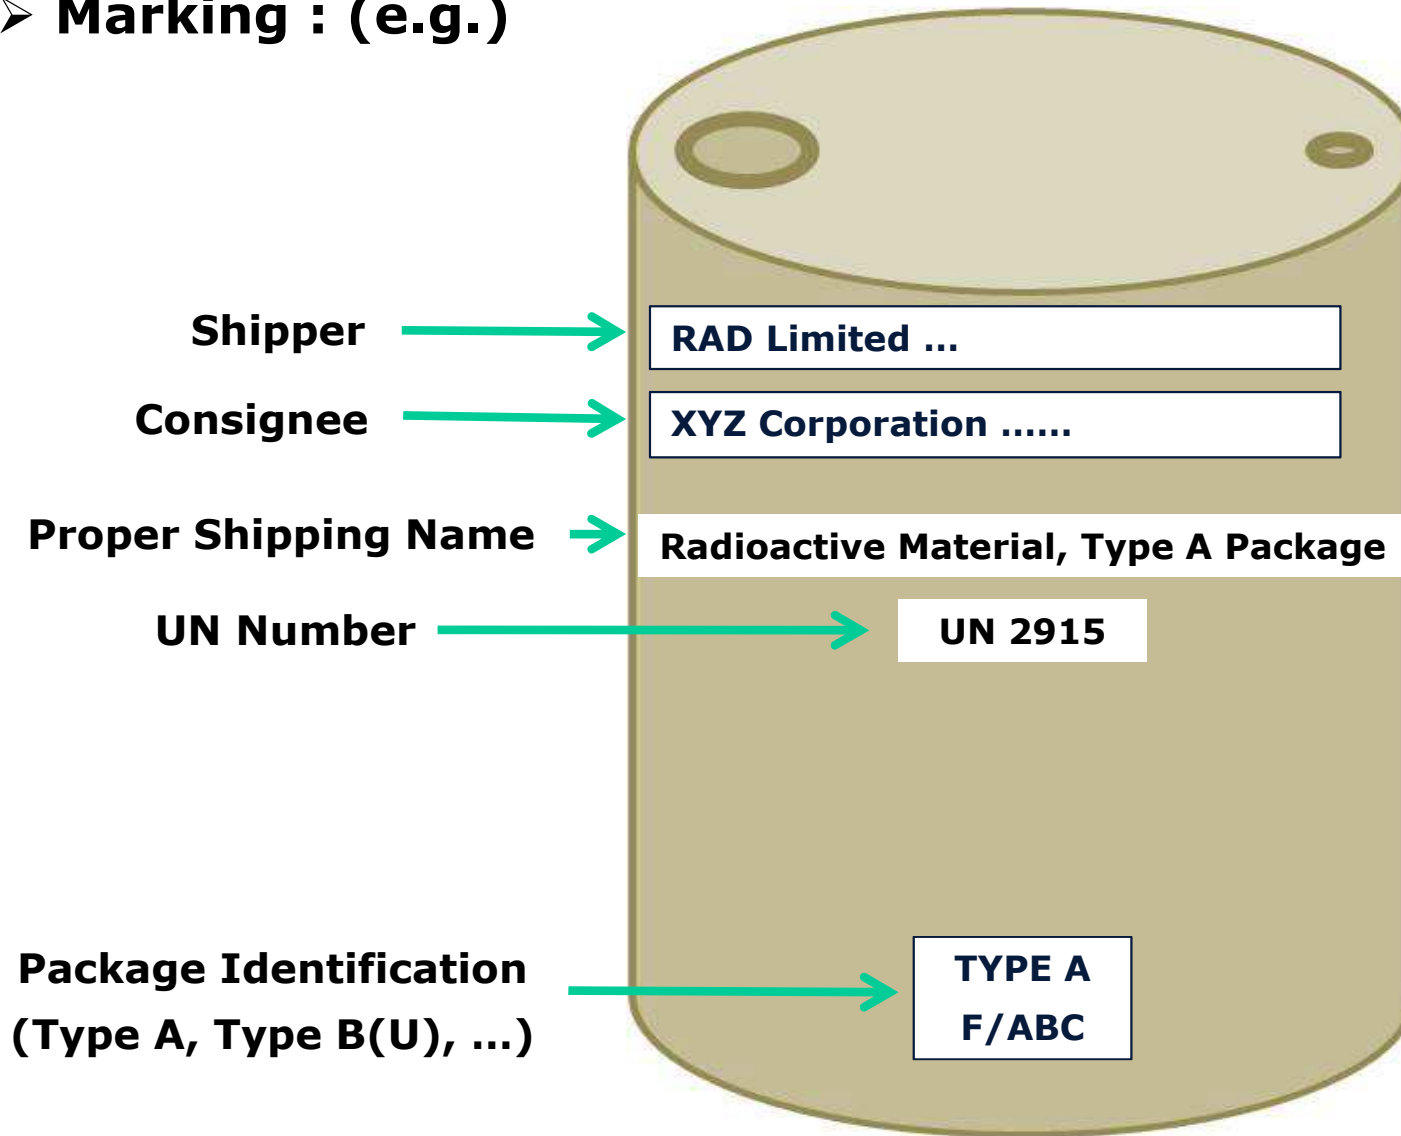 ➢ Marking : (e.g.)
Shipper
RAD Limited ...
Consignee
XYZ Corporation ......
Proper Shipping Name
Radioactive Material, Type A Package
UN Number
UN 2915
Package Identification
(Type A, Type B(U), ...)
TYPE A
F/ABC